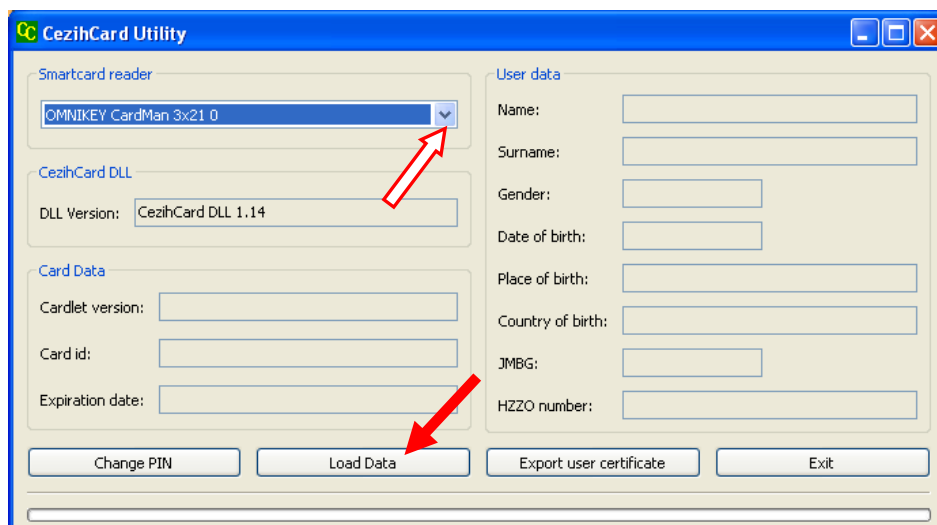 CC CezihCard Utility
Smartcard reader
OMNIKEY CardMan 3x21 0
CezihCard DLL
DLL Version: CezihCard DLL 1.14
Card Data
Cardlet version:
Card id:
Expiration date:
User data
Name:
Surname:
Gender:
Date of birth:
Place of birth:
Country of birth:
JMBG:
HZZO number:
Change PIN
Load Data
Export user certificate
Exit